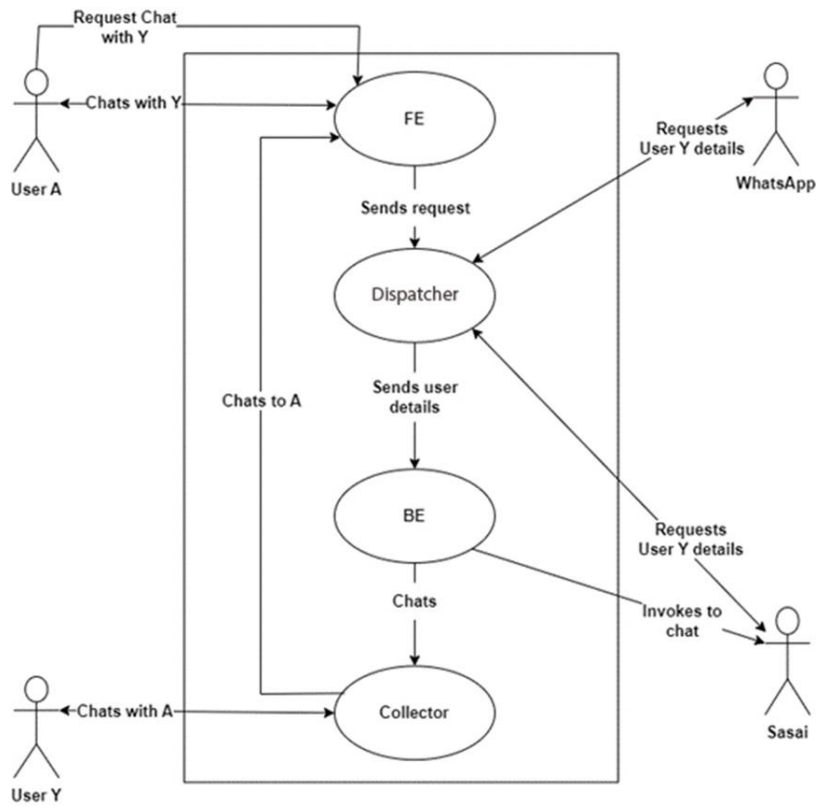 Request Chat
with Y
Chats with Y
User A
FE
Requests
User Y details
WhatsApp
Sends request
Dispatcher
Sends user
details
Chats to A
BE
Requests
User Y details
Chats
Invokes to
chat
Sasai
Chats with A
Collector
User Y